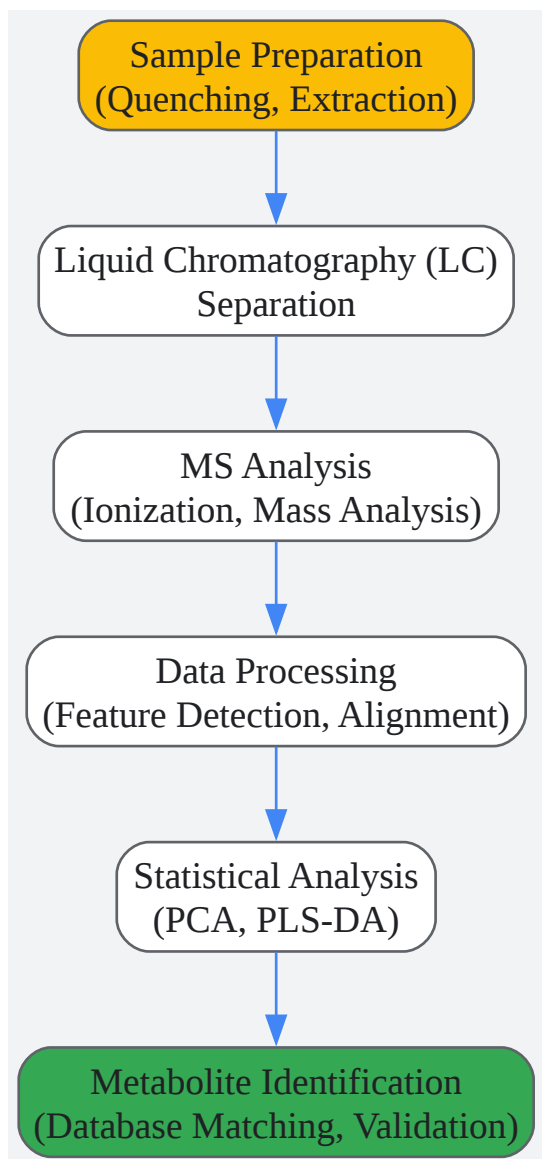 Sample Preparation
(Quenching, Extraction)
Liquid Chromatography (LC)
Separation
MS Analysis
(Ionization, Mass Analysis)
Data Processing
(Feature Detection, Alignment)
Statistical Analysis
(PCA, PLS-DA)
Metabolite Identification
(Database Matching, Validation)